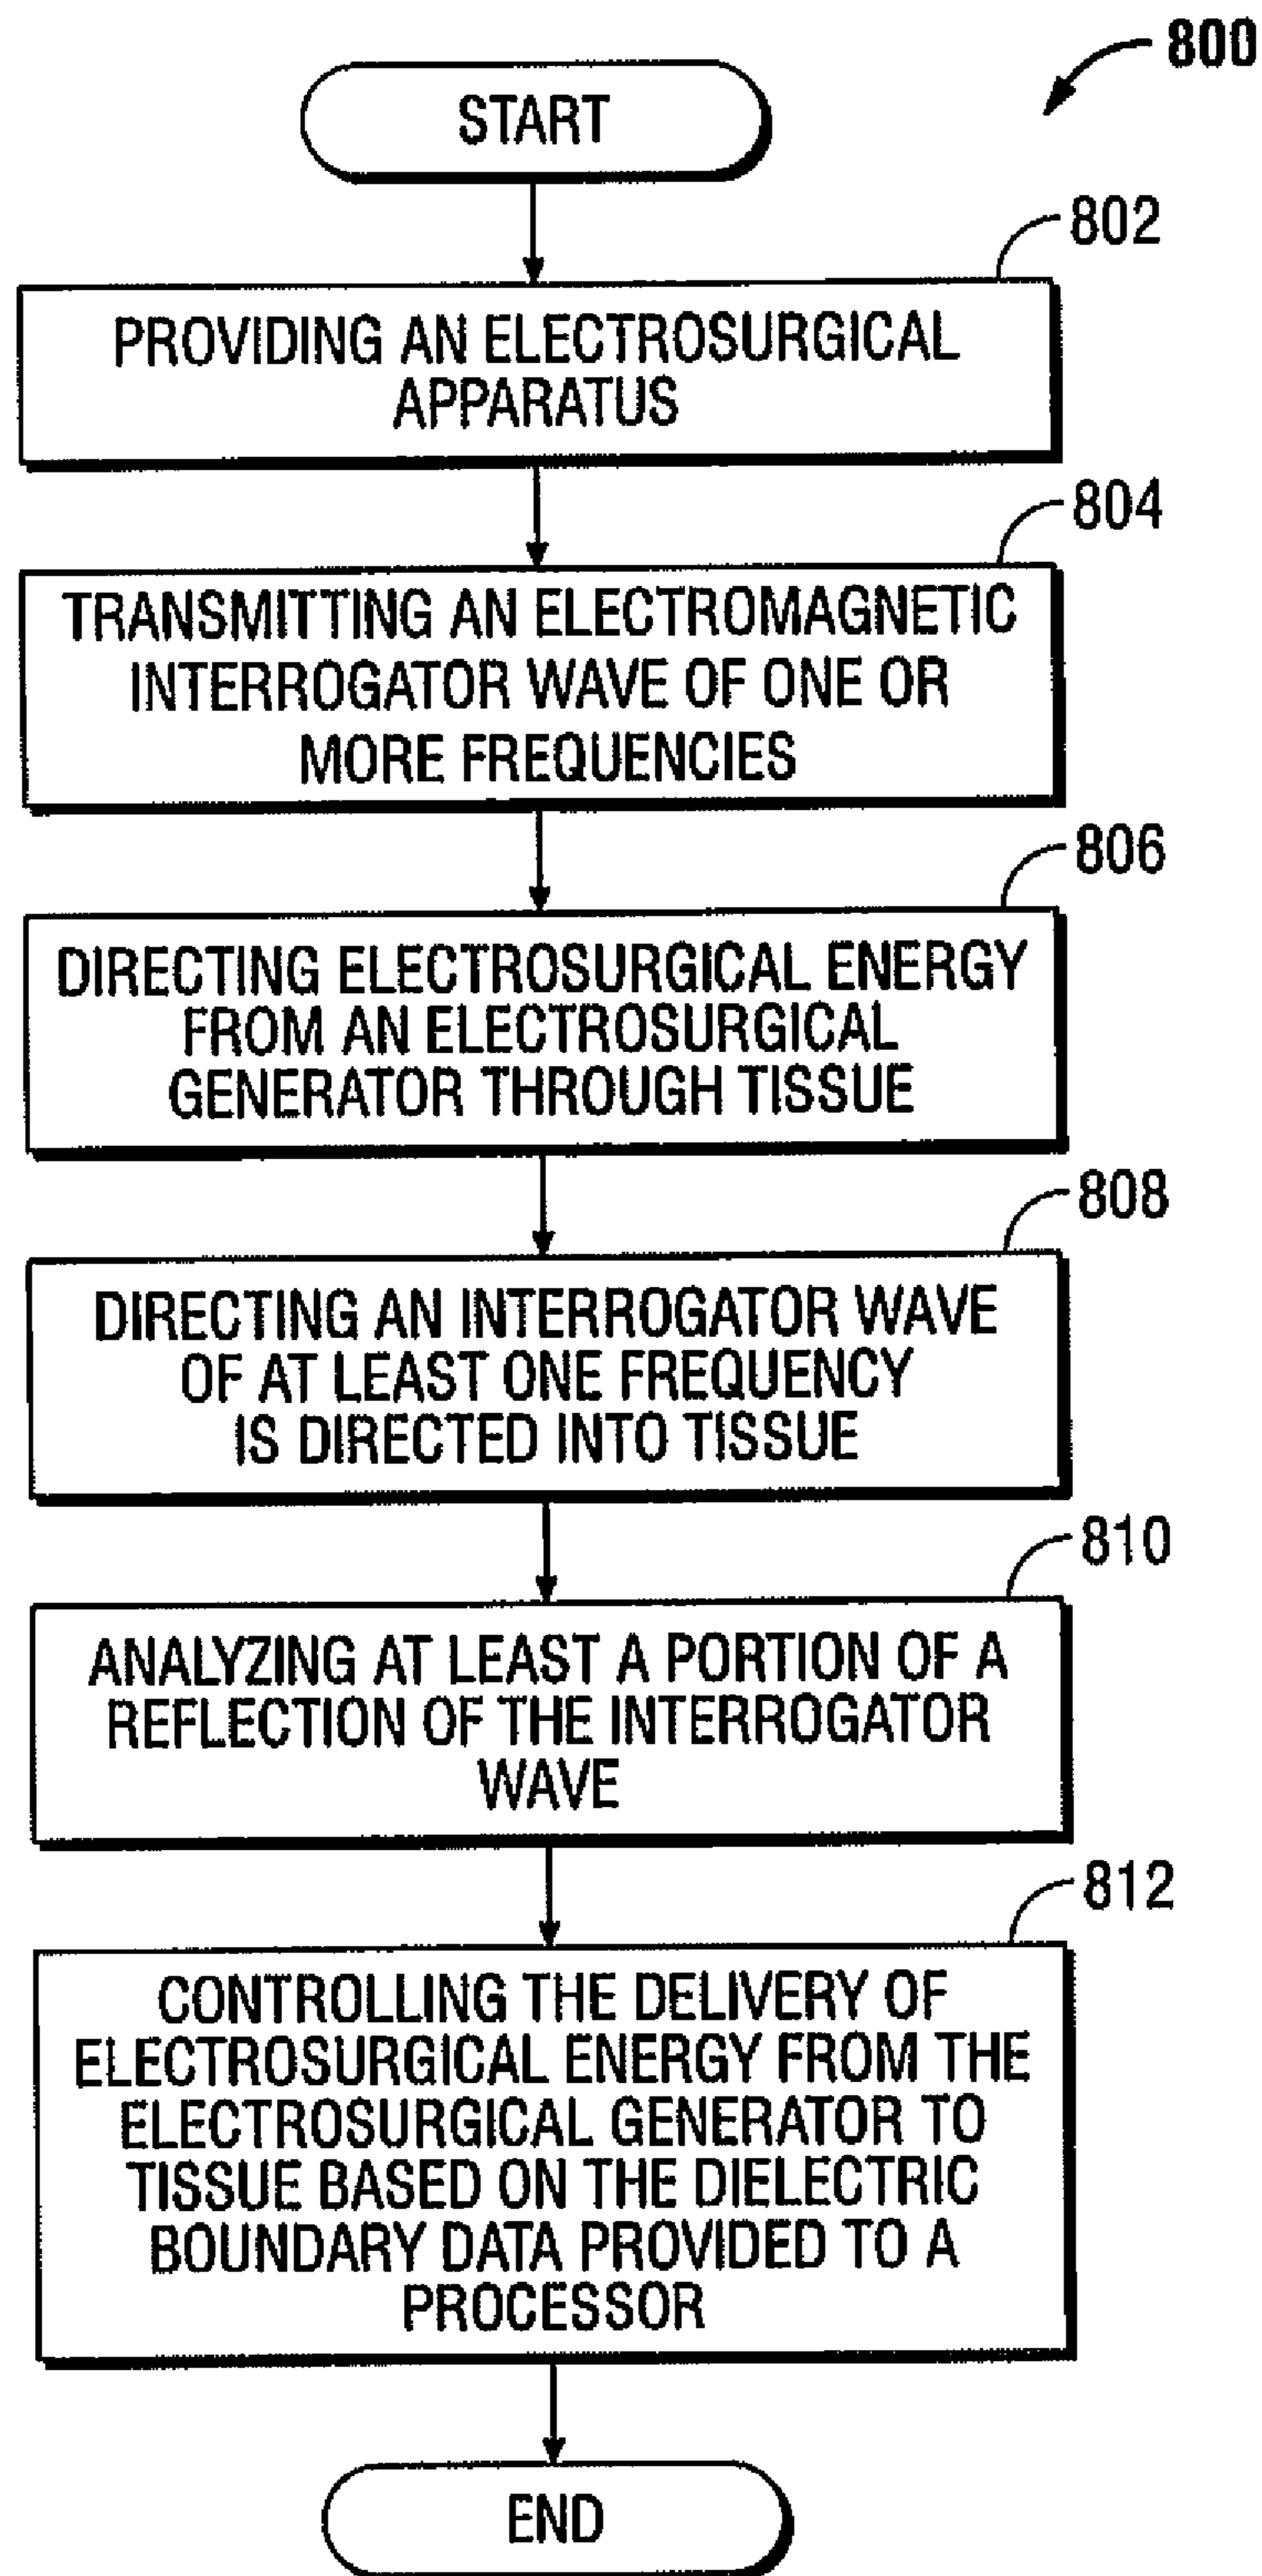 800
START
802
PROVIDING AN ELECTROSURGICAL
APPARATUS
804
TRANSMITTING AN ELECTROMAGNETIC
INTERROGATOR WAVE OF ONE OR
MORE FREQUENCIES
806
DIRECTING ELECTROSURGICAL ENERGY
FROM AN ELECTROSURGICAL
GENERATOR THROUGH TISSUE
808
DIRECTING AN INTERROGATOR WAVE
OF AT LEAST ONE FREQUENCY
IS DIRECTED INTO TISSUE
810
ANALYZING AT LEAST A PORTION OF A
REFLECTION OF THE INTERROGATOR
WAVE
812
CONTROLLING THE DELIVERY OF
ELECTROSURGICAL ENERGY FROM THE
ELECTROSURGICAL GENERATOR TO
TISSUE BASED ON THE DIELECTRIC
BOUNDARY DATA PROVIDED TO A
PROCESSOR
END